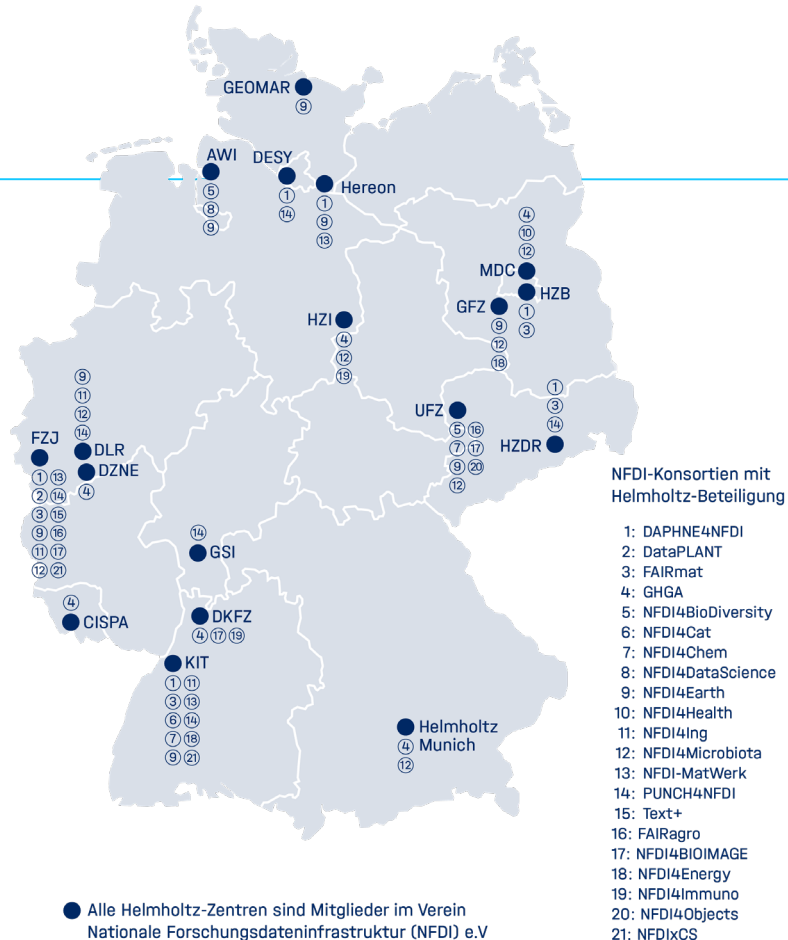 GEOMAR
⑨
AWI
⑤
⑧
⑨
DESY
①
⑭
Hereon
①
⑨
⑬
④
⑩
⑫
MDC
HZB
①
③
GFZ
⑨
⑫
⑱
HZI
④
⑫
⑲
UFZ
⑤ ⑯
⑦ ⑰
⑨ ⑳
⑫
①
③
⑭
HZDR
⑨
⑪
⑫
⑭
DLR
DZNE
④
FZJ
① ⑬
② ⑭
③ ⑮
⑨ ⑯
⑪ ⑰
⑫ ㉑
⑭
GSI
④
CISPA
DKFZ
④ ⑰ ⑲
KIT
① ⑪
③ ⑬
⑥ ⑭
⑦ ⑱
⑨ ㉑
Helmholtz
④ Munich
⑫
NFDI-Konsortien mit
Helmholtz-Beteiligung
1: DAPHNE4NFDI
2: DataPLANT
3: FAIRmat
4: GHGA
5: NFDI4BioDiversity
6: NFDI4Cat
7: NFDI4Chem
8: NFDI4DataScience
9: NFDI4Earth
10: NFDI4Health
11: NFDI4Ing
12: NFDI4Microbiota
13: NFDI-MatWerk
14: PUNCH4NFDI
15: Text+
16: FAIRagro
17: NFDI4BIOIMAGE
18: NFDI4Energy
19: NFDI4Immuno
20: NFDI4Objects
21: NFDIxCS
Alle Helmholtz-Zentren sind Mitglieder im Verein
Nationale Forschungsdateninfrastruktur (NFDI) e.V